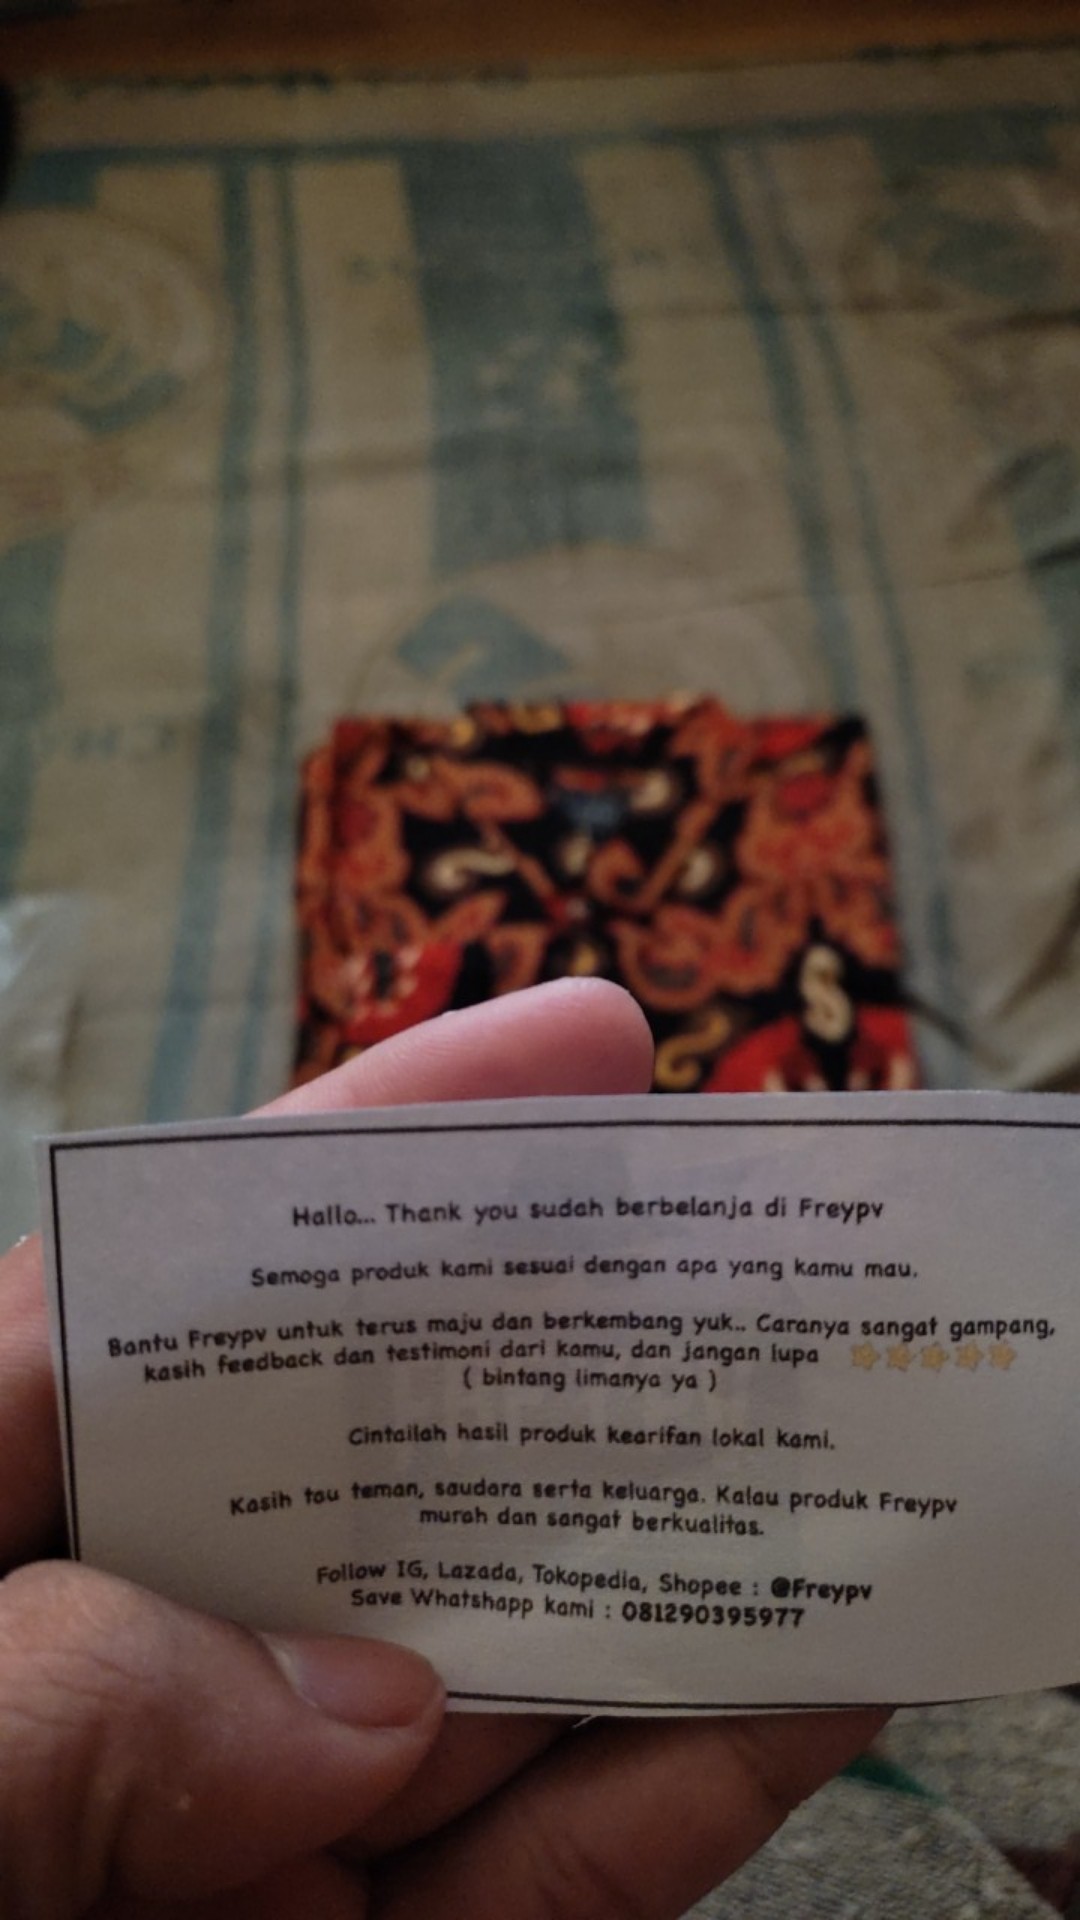 Hallo... Thank you sudah berbelanja di Freypv
Semoga produk kami sesuai dengan apa yang kamu mau.
Bantu Freypv untuk terus maju dan berkembang yuk.. Caranya sangat gampang,
kasih feedback dan testimoni dari kamu, dan jangan lupa ⭐⭐⭐⭐⭐
( bintang limanya ya )
Cintailah hasil produk kearifan lokal kami.
Kasih tau teman, saudara serta keluarga. Kalau produk Freypv
murah dan sangat berkualitas.
Follow IG, Lazada, Tokopedia, Shopee : @Freypv
Save Whatshapp kami : 081290395977